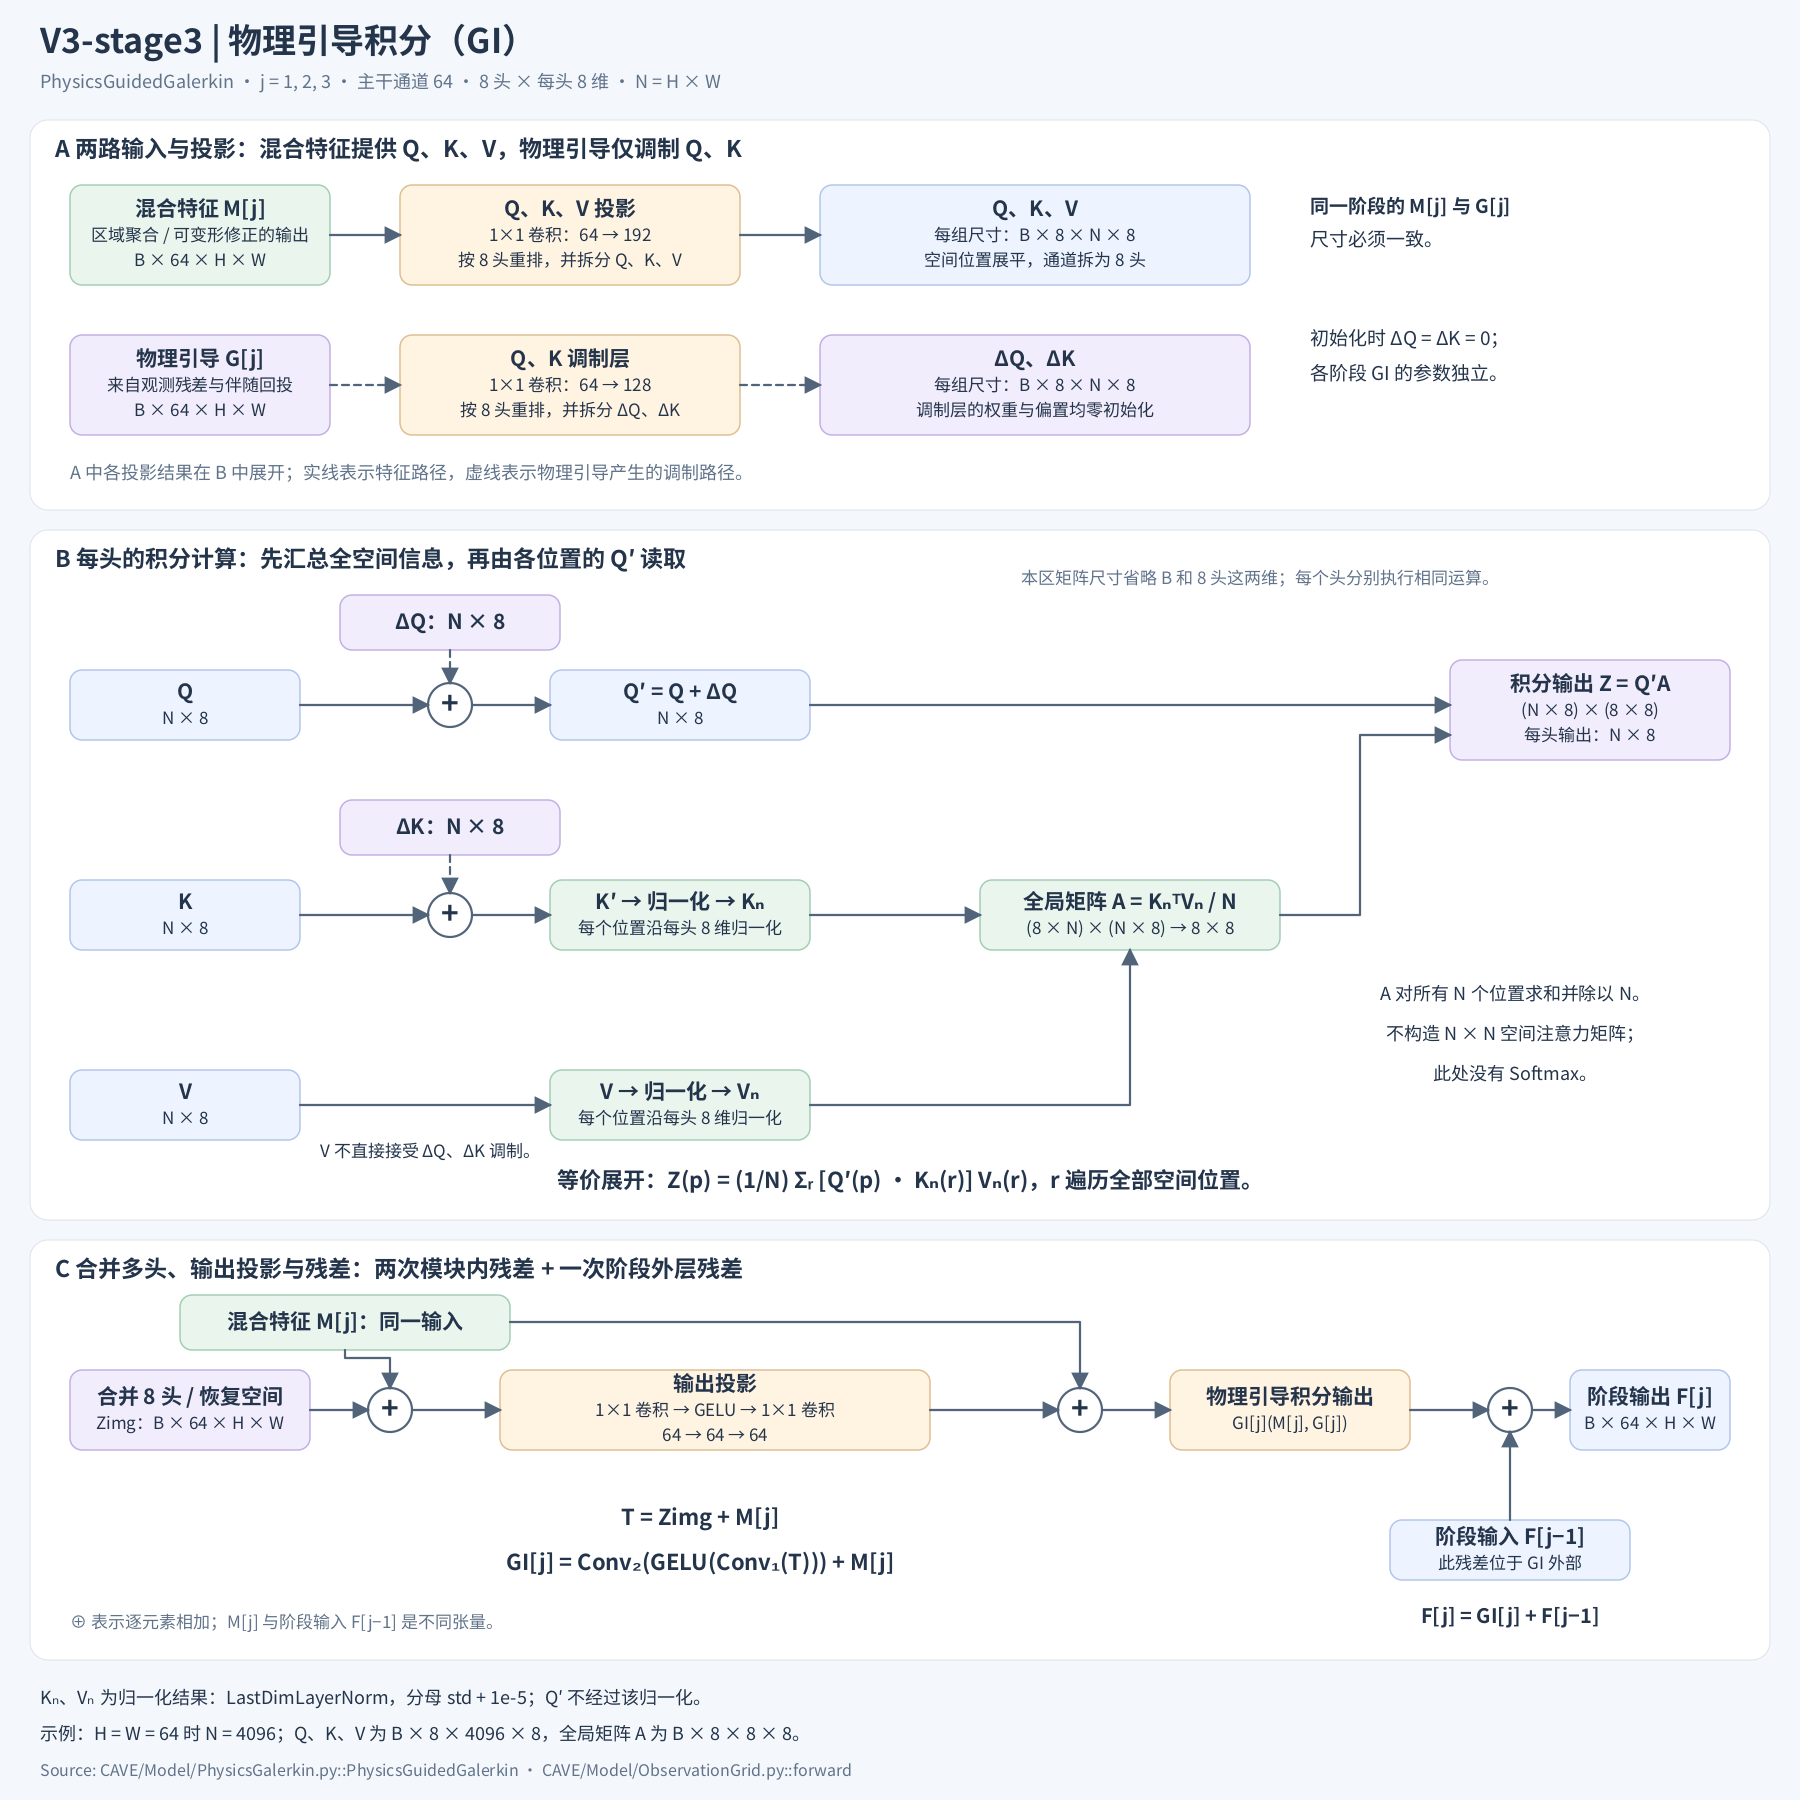 V3-stage3 | 物理引导积分（GI）
PhysicsGuidedGalerkin · j = 1, 2, 3 · 主干通道 64 · 8 头 × 每头 8 维 · N = H × W
A 两路输入与投影：混合特征提供 Q、K、V，物理引导仅调制 Q、K
混合特征 M[j]
区域聚合 / 可变形修正的输出
B × 64 × H × W
Q、K、V 投影
1×1 卷积：64 → 192
按 8 头重排，并拆分 Q、K、V
Q、K、V
每组尺寸：B × 8 × N × 8
空间位置展平，通道拆为 8 头
同一阶段的 M[j] 与 G[j]
尺寸必须一致。
物理引导 G[j]
来自观测残差与伴随回投
B × 64 × H × W
Q、K 调制层
1×1 卷积：64 → 128
按 8 头重排，并拆分 ΔQ、ΔK
ΔQ、ΔK
每组尺寸：B × 8 × N × 8
调制层的权重与偏置均零初始化
初始化时 ΔQ = ΔK = 0；
各阶段 GI 的参数独立。
A 中各投影结果在 B 中展开；实线表示特征路径，虚线表示物理引导产生的调制路径。
B 每头的积分计算：先汇总全空间信息，再由各位置的 Q′ 读取
本区矩阵尺寸省略 B 和 8 头这两维；每个头分别执行相同运算。
ΔQ：N × 8
Q
N × 8
+
Q′ = Q + ΔQ
N × 8
积分输出 Z = Q′A
(N × 8) × (8 × 8)
每头输出：N × 8
ΔK：N × 8
K
N × 8
+
K′ → 归一化 → Kₙ
每个位置沿每头 8 维归一化
全局矩阵 A = KₙᵀVₙ / N
(8 × N) × (N × 8) → 8 × 8
A 对所有 N 个位置求和并除以 N。
不构造 N × N 空间注意力矩阵；
此处没有 Softmax。
V
N × 8
V → 归一化 → Vₙ
每个位置沿每头 8 维归一化
V 不直接接受 ΔQ、ΔK 调制。
等价展开：Z(p) = (1/N) Σᵣ [Q′(p) · Kₙ(r)] Vₙ(r)，r 遍历全部空间位置。
C 合并多头、输出投影与残差：两次模块内残差 + 一次阶段外层残差
混合特征 M[j]：同一输入
合并 8 头 / 恢复空间
Zimg：B × 64 × H × W
+
输出投影
1×1 卷积 → GELU → 1×1 卷积
64 → 64 → 64
+
物理引导积分输出
GI[j](M[j], G[j])
+
阶段输出 F[j]
B × 64 × H × W
T = Zimg + M[j]
GI[j] = Conv₂(GELU(Conv₁(T))) + M[j]
阶段输入 F[j−1]
此残差位于 GI 外部
F[j] = GI[j] + F[j−1]
⊕ 表示逐元素相加；M[j] 与阶段输入 F[j−1] 是不同张量。
Kₙ、Vₙ 为归一化结果：LastDimLayerNorm，分母 std + 1e-5；Q′ 不经过该归一化。
示例：H = W = 64 时 N = 4096；Q、K、V 为 B × 8 × 4096 × 8，全局矩阵 A 为 B × 8 × 8 × 8。
Source: CAVE/Model/PhysicsGalerkin.py::PhysicsGuidedGalerkin · CAVE/Model/ObservationGrid.py::forward